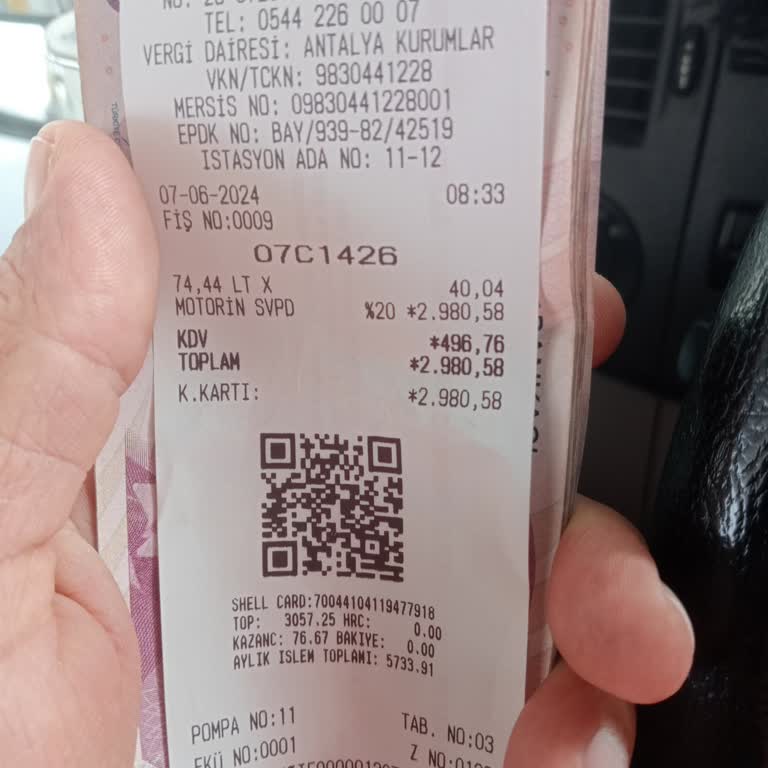 TEL: 0544 226 00 07
VERGİ DAİRESİ: ANTALYA KURUMLAR
VKN/TCKN: 9830441228
MERSİS NO: 09830441228001
EPDK NO: BAY/939-82/42519
ISTASYON ADA NO: 11-12
07-06-2024 08:33
FİŞ NO:0009
07C1426
74,44 LT X 40,04
MOTORİN SVPD %20 *2.980,58
KDV *496,76
TOPLAM *2.980,58
K.KARTI: *2.980,58
SHELL CARD:70044104119477918
TOP: 3057.25 HRC: 0.00
KAZANC: 76.67 BAKIYE: 0.00
AYLIK ISLEM TOPLAMI: 5733.91
POMPA NO:11 TAB. NO:03
EKÜ NO:0001 Z NO: